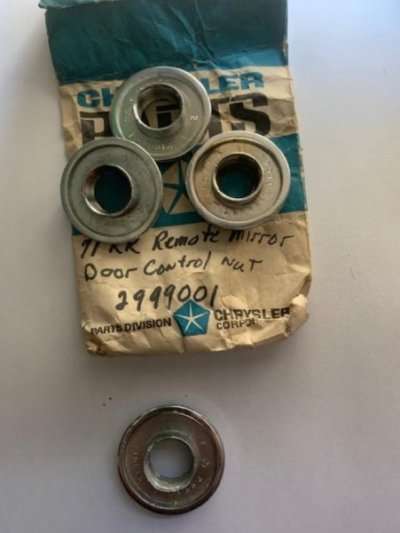 CHRYSLER
PARTS
71 RR Remote Mirror
Door Control Nut
2999001
PARTS DIVISION
CHRYSLER
CORPORATION